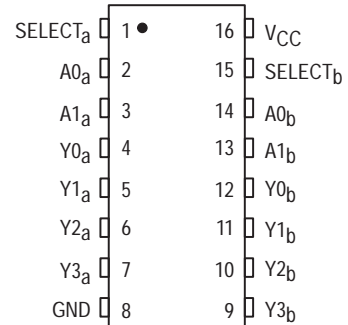 SELECTa 1 16 VCC
A0a 2 15 SELECTb
A1a 3 14 A0b
Y0a 4 13 A1b
Y1a 5 12 Y0b
Y2a 6 11 Y1b
Y3a 7 10 Y2b
GND 8 9 Y3b